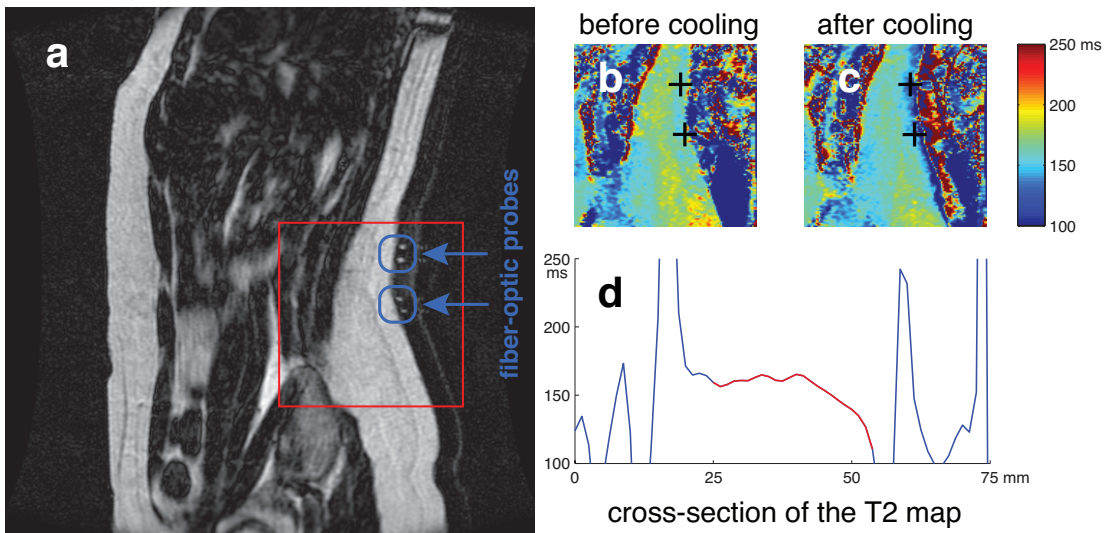 a
fiber-optic probes
before cooling
after cooling
b
c
250 ms
200
150
100
d
250
ms
200
150
100
0
25
50
75 mm
cross-section of the T2 map